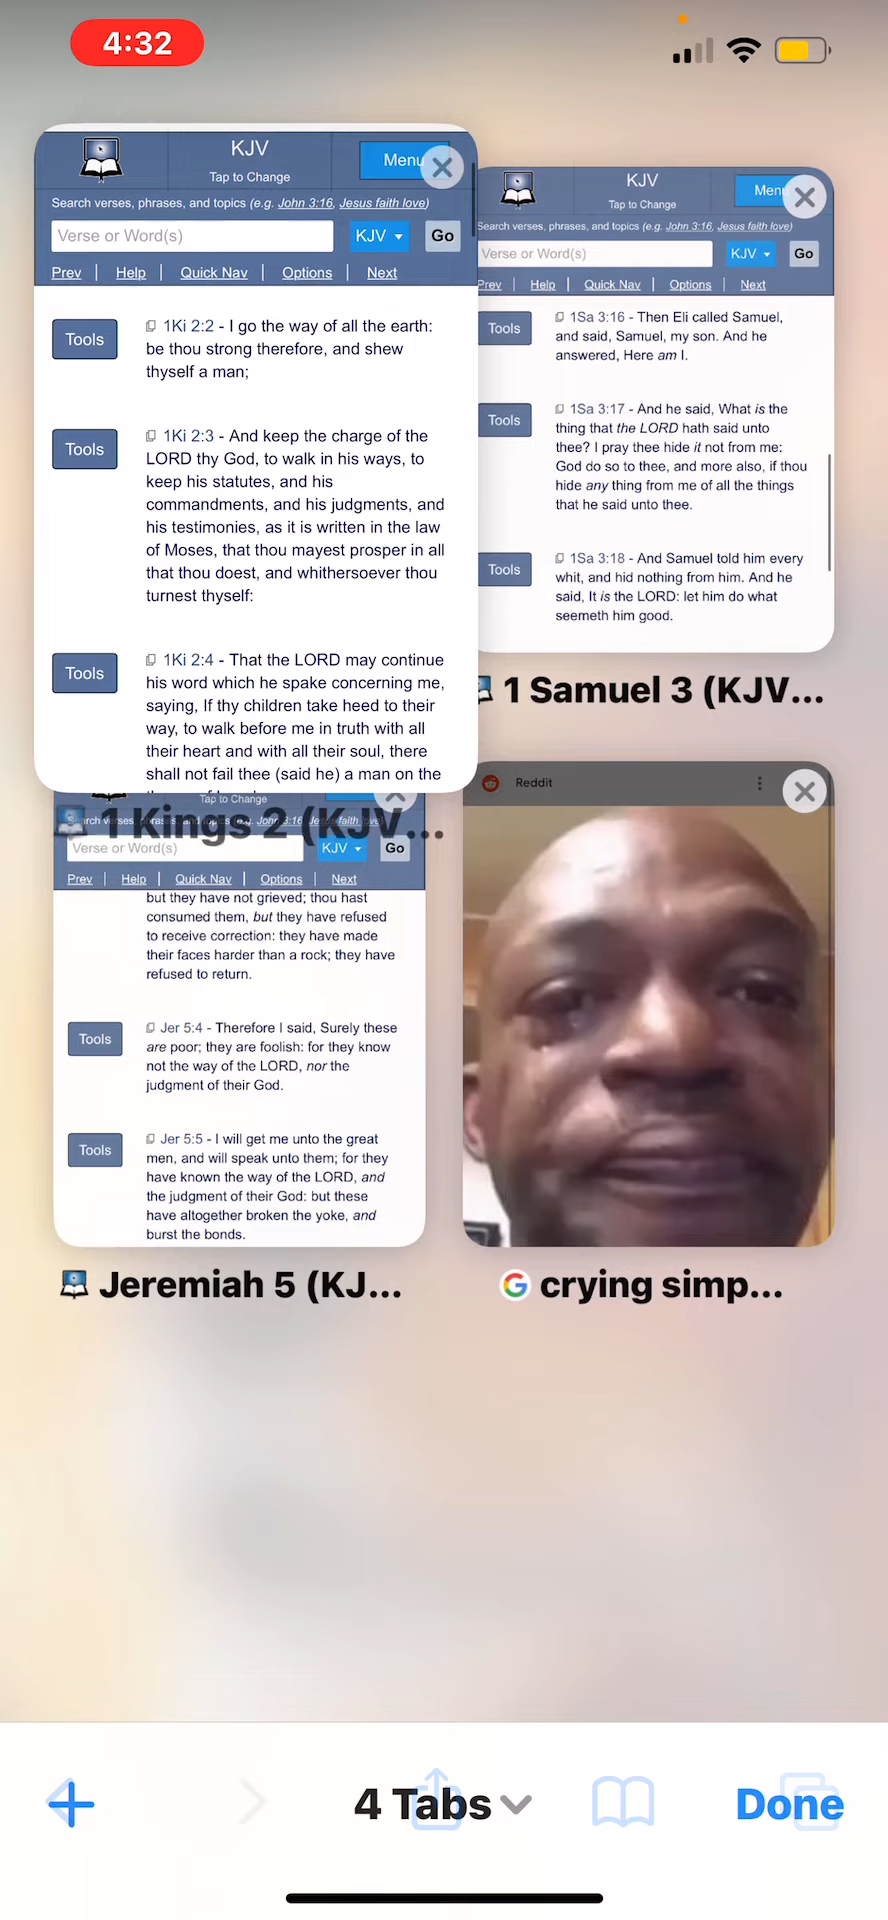 4:32
KJV
Tap to Change
Menu
Search verses, phrases, and topics (e.g. John 3:16, Jesus faith love)
Verse or Word(s)
KJV
Go
Prev | Help | Quick Nav | Options | Next
Tools
1Ki 2:2 - I go the way of all the earth:
be thou strong therefore, and shew
thyself a man;
Tools
1Ki 2:3 - And keep the charge of the
LORD thy God, to walk in his ways, to
keep his statutes, and his
commandments, and his judgments, and
his testimonies, as it is written in the law
of Moses, that thou mayest prosper in all
that thou doest, and whithersoever thou
turnest thyself:
Tools
1Ki 2:4 - That the LORD may continue
his word which he spake concerning me,
saying, If thy children take heed to their
way, to walk before me in truth with all
their heart and with all their soul, there
shall not fail thee (said he) a man on the
1 Kings 2 (KJV...
KJV
Tap to Change
Menu
Search verses, phrases, and topics (e.g. John 3:16, Jesus faith love)
Verse or Word(s)
KJV
Go
Prev | Help | Quick Nav | Options | Next
Tools
1Sa 3:16 - Then Eli called Samuel,
and said, Samuel, my son. And he
answered, Here am I.
Tools
1Sa 3:17 - And he said, What is the
thing that the LORD hath said unto
thee? I pray thee hide it not from me:
God do so to thee, and more also, if thou
hide any thing from me of all the things
that he said unto thee.
Tools
1Sa 3:18 - And Samuel told him every
whit, and hid nothing from him. And he
said, It is the LORD: let him do what
seemeth him good.
1 Samuel 3 (KJV...
Tap to Change
Search verses, phrases, and topics (e.g. John 3:16, Jesus faith love)
Verse or Word(s)
KJV
Go
Prev | Help | Quick Nav | Options | Next
but they have not grieved; thou hast
consumed them, but they have refused
to receive correction: they have made
their faces harder than a rock; they have
refused to return.
Tools
Jer 5:4 - Therefore I said, Surely these
are poor; they are foolish: for they know
not the way of the LORD, nor the
judgment of their God.
Tools
Jer 5:5 - I will get me unto the great
men, and will speak unto them; for they
have known the way of the LORD, and
the judgment of their God: but these
have altogether broken the yoke, and
burst the bonds.
Jeremiah 5 (KJ...
Reddit
crying simp...
4 Tabs
Done